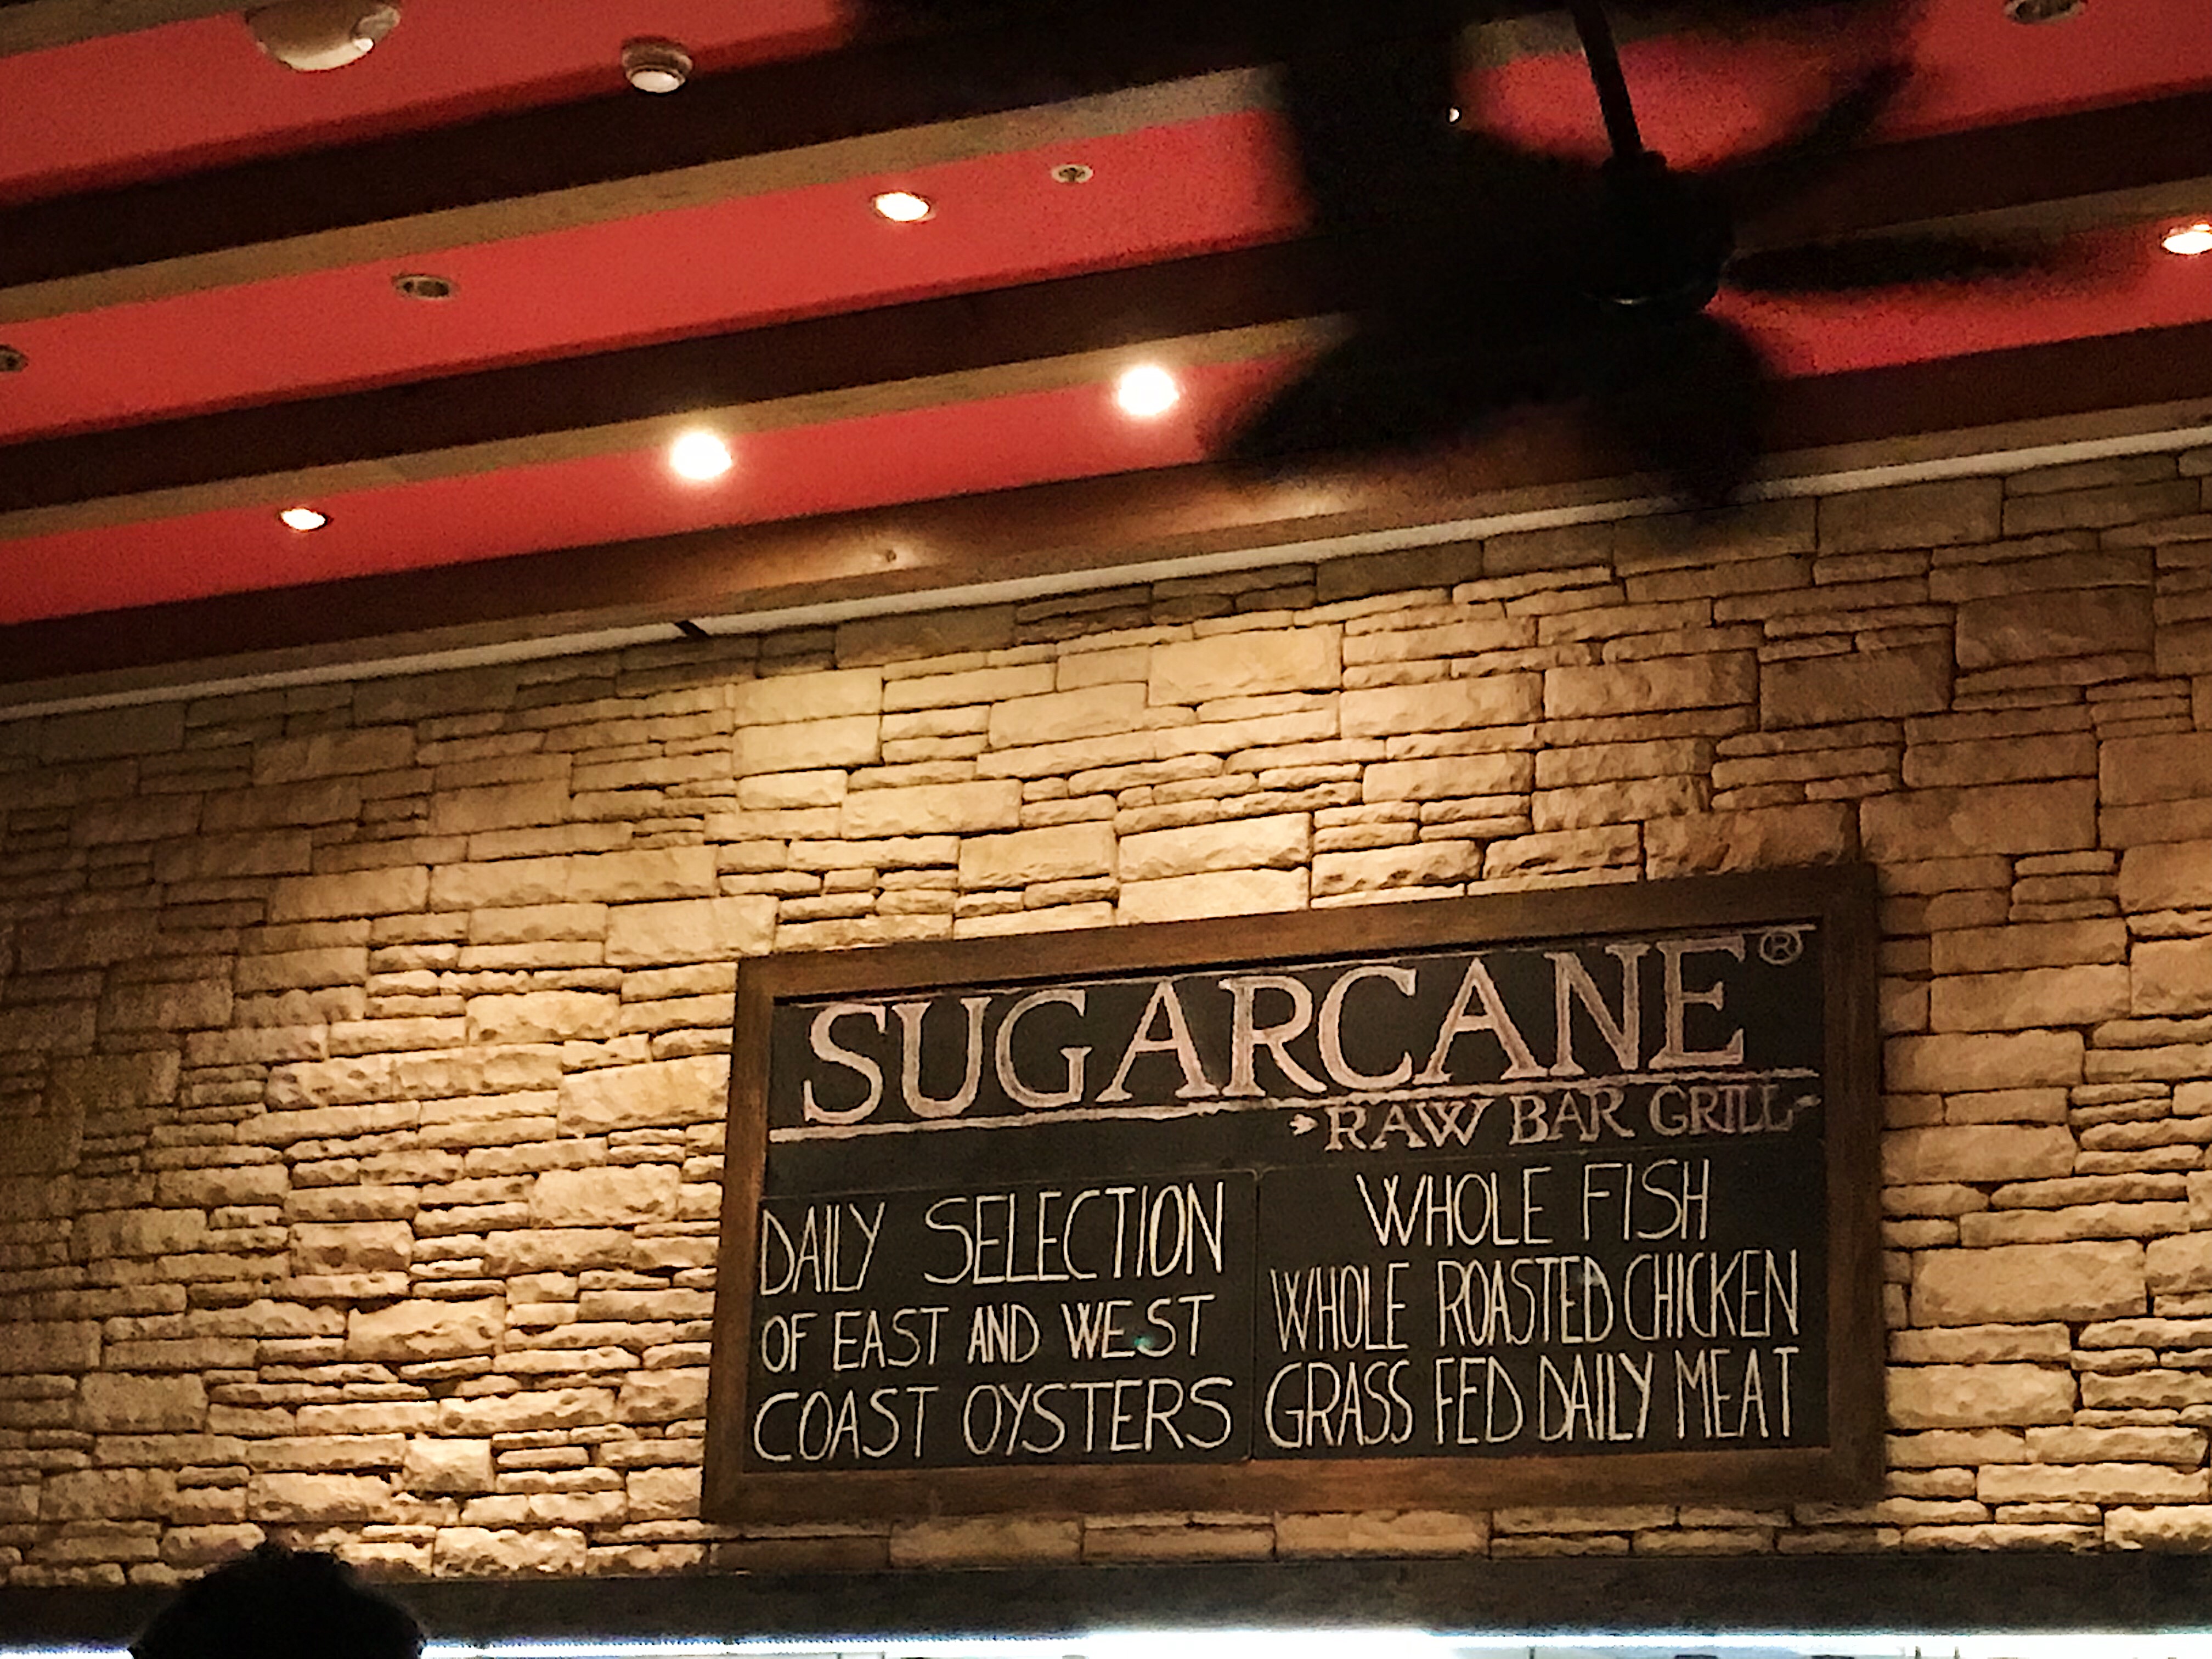 SUGARCANE®
RAW BAR GRILL
DAILY SELECTION
OF EAST AND WEST
COAST OYSTERS
WHOLE FISH
WHOLE ROASTED CHICKEN
GRASS FED DAILY MEAT